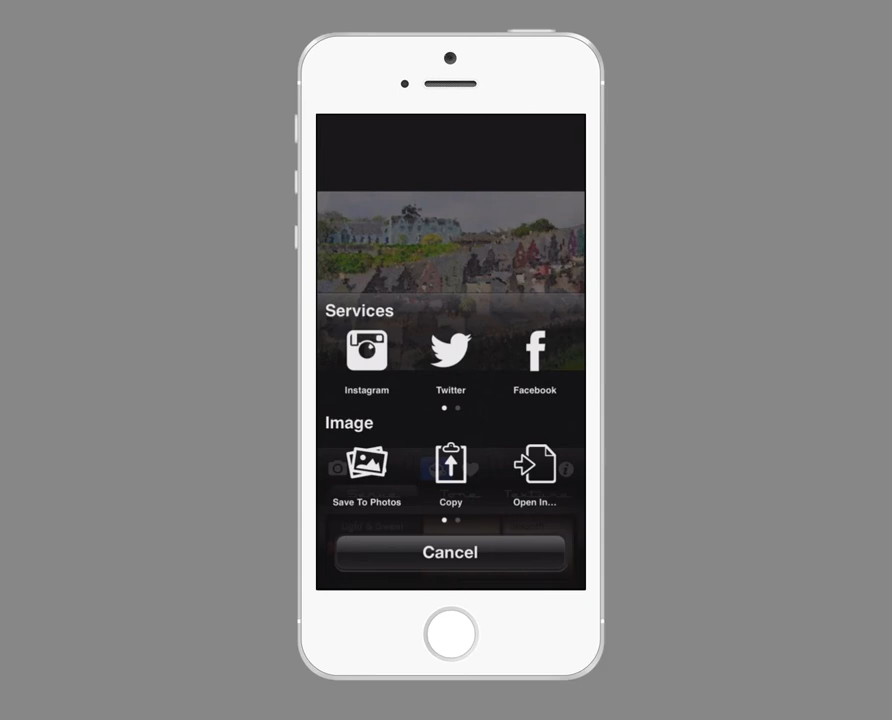 Services
Instagram Twitter Facebook
Image
Save To Photos Copy Open In...
Cancel